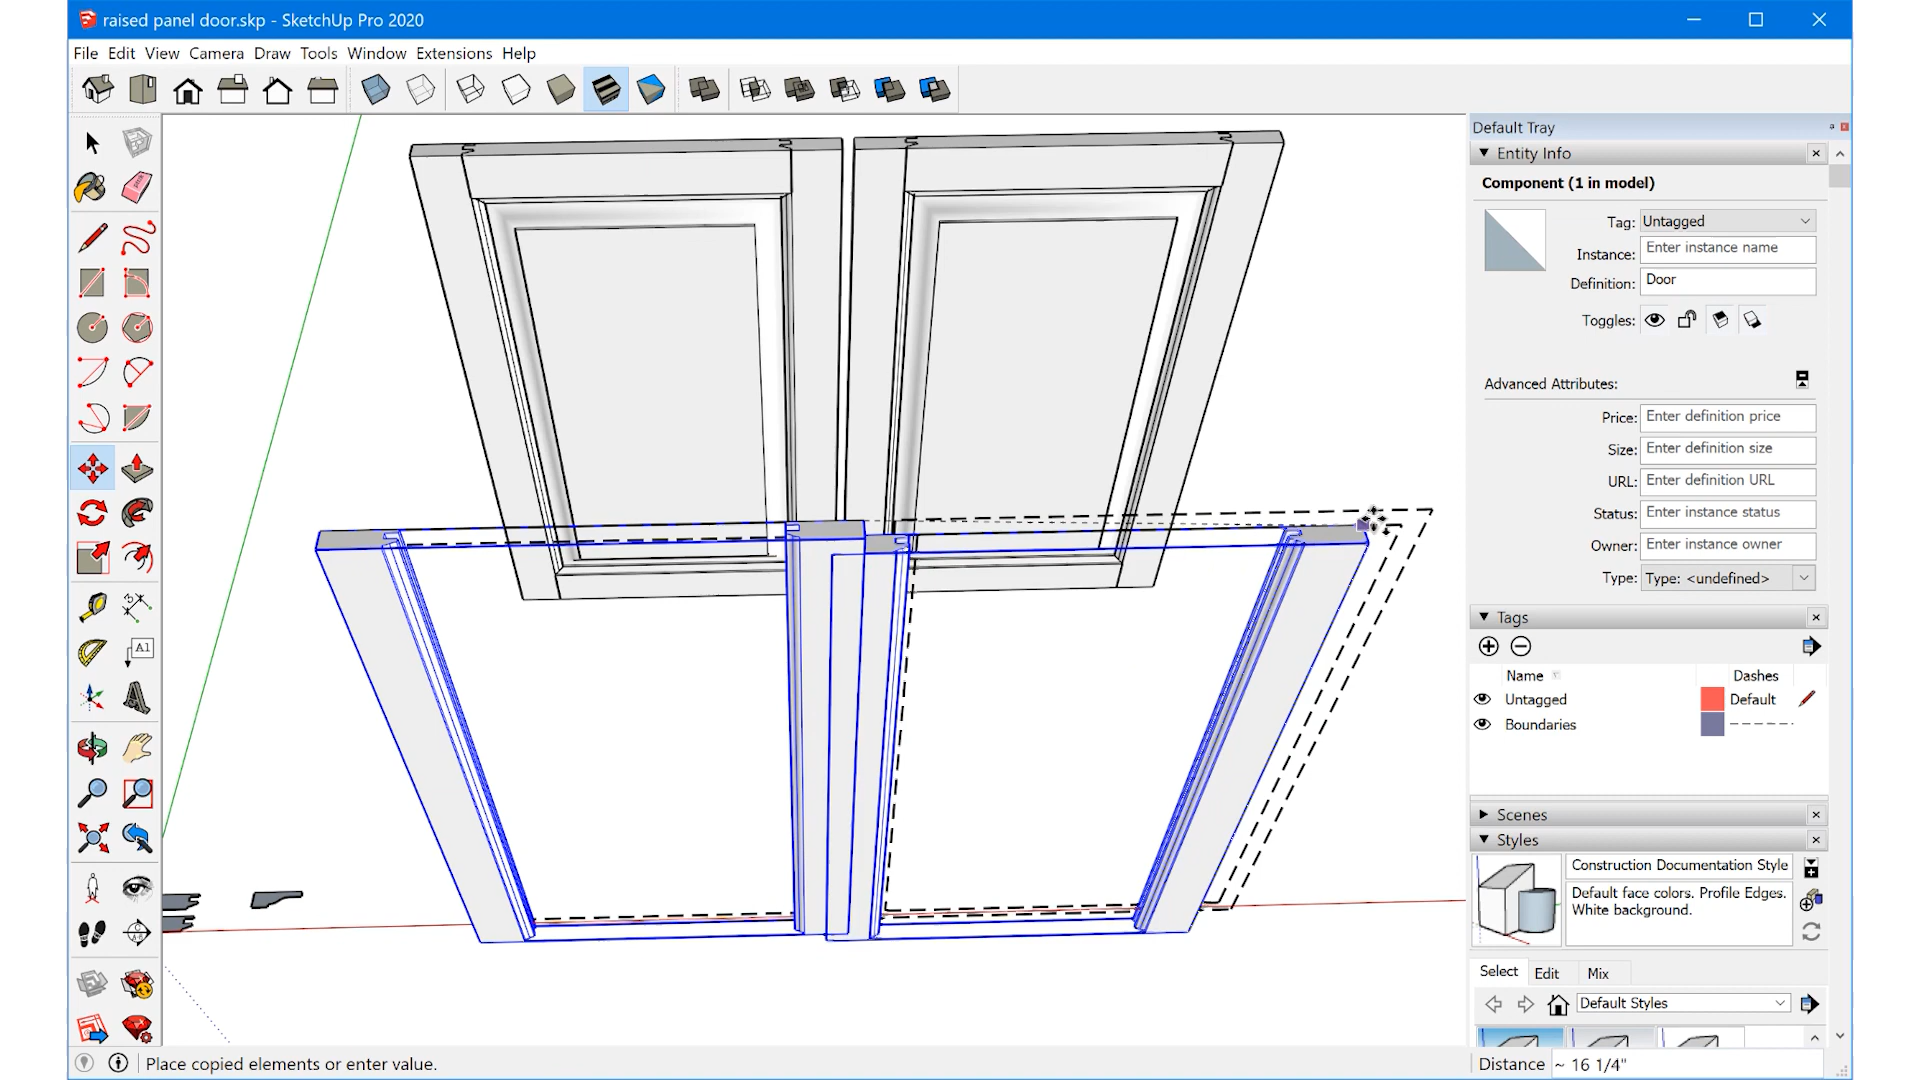 raised panel door.skp - SketchUp Pro 2020
File Edit View Camera Draw Tools Window Extensions Help
Default Tray
Entity Info
Component (1 in model)
Tag: Untagged
Instance: Enter instance name
Definition: Door
Toggles:
Advanced Attributes:
Price: Enter definition price
Size: Enter definition size
URL: Enter definition URL
Status: Enter instance status
Owner: Enter instance owner
Type: Type: <undefined>
Tags
Name Dashes
Untagged Default
Boundaries
Scenes
Styles
Construction Documentation Style
Default face colors. Profile Edges.
White background.
Select Edit Mix
Default Styles
A1
Place copied elements or enter value.
Distance ~ 16 1/4"